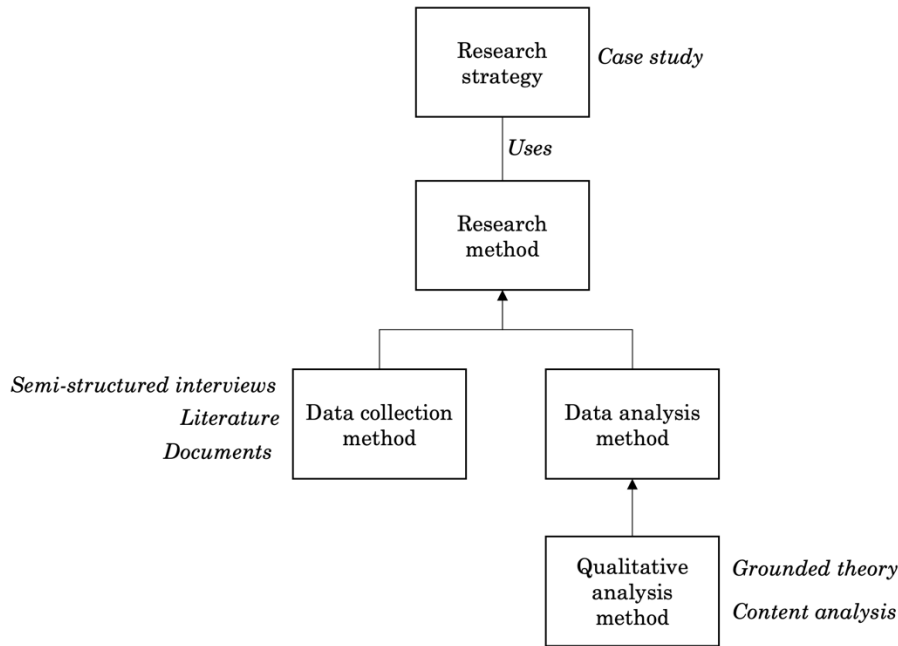 Research
strategy
Case study
Uses
Research
method
Semi-structured interviews
Literature
Documents
Data collection
method
Data analysis
method
Qualitative
analysis
method
Grounded theory
Content analysis